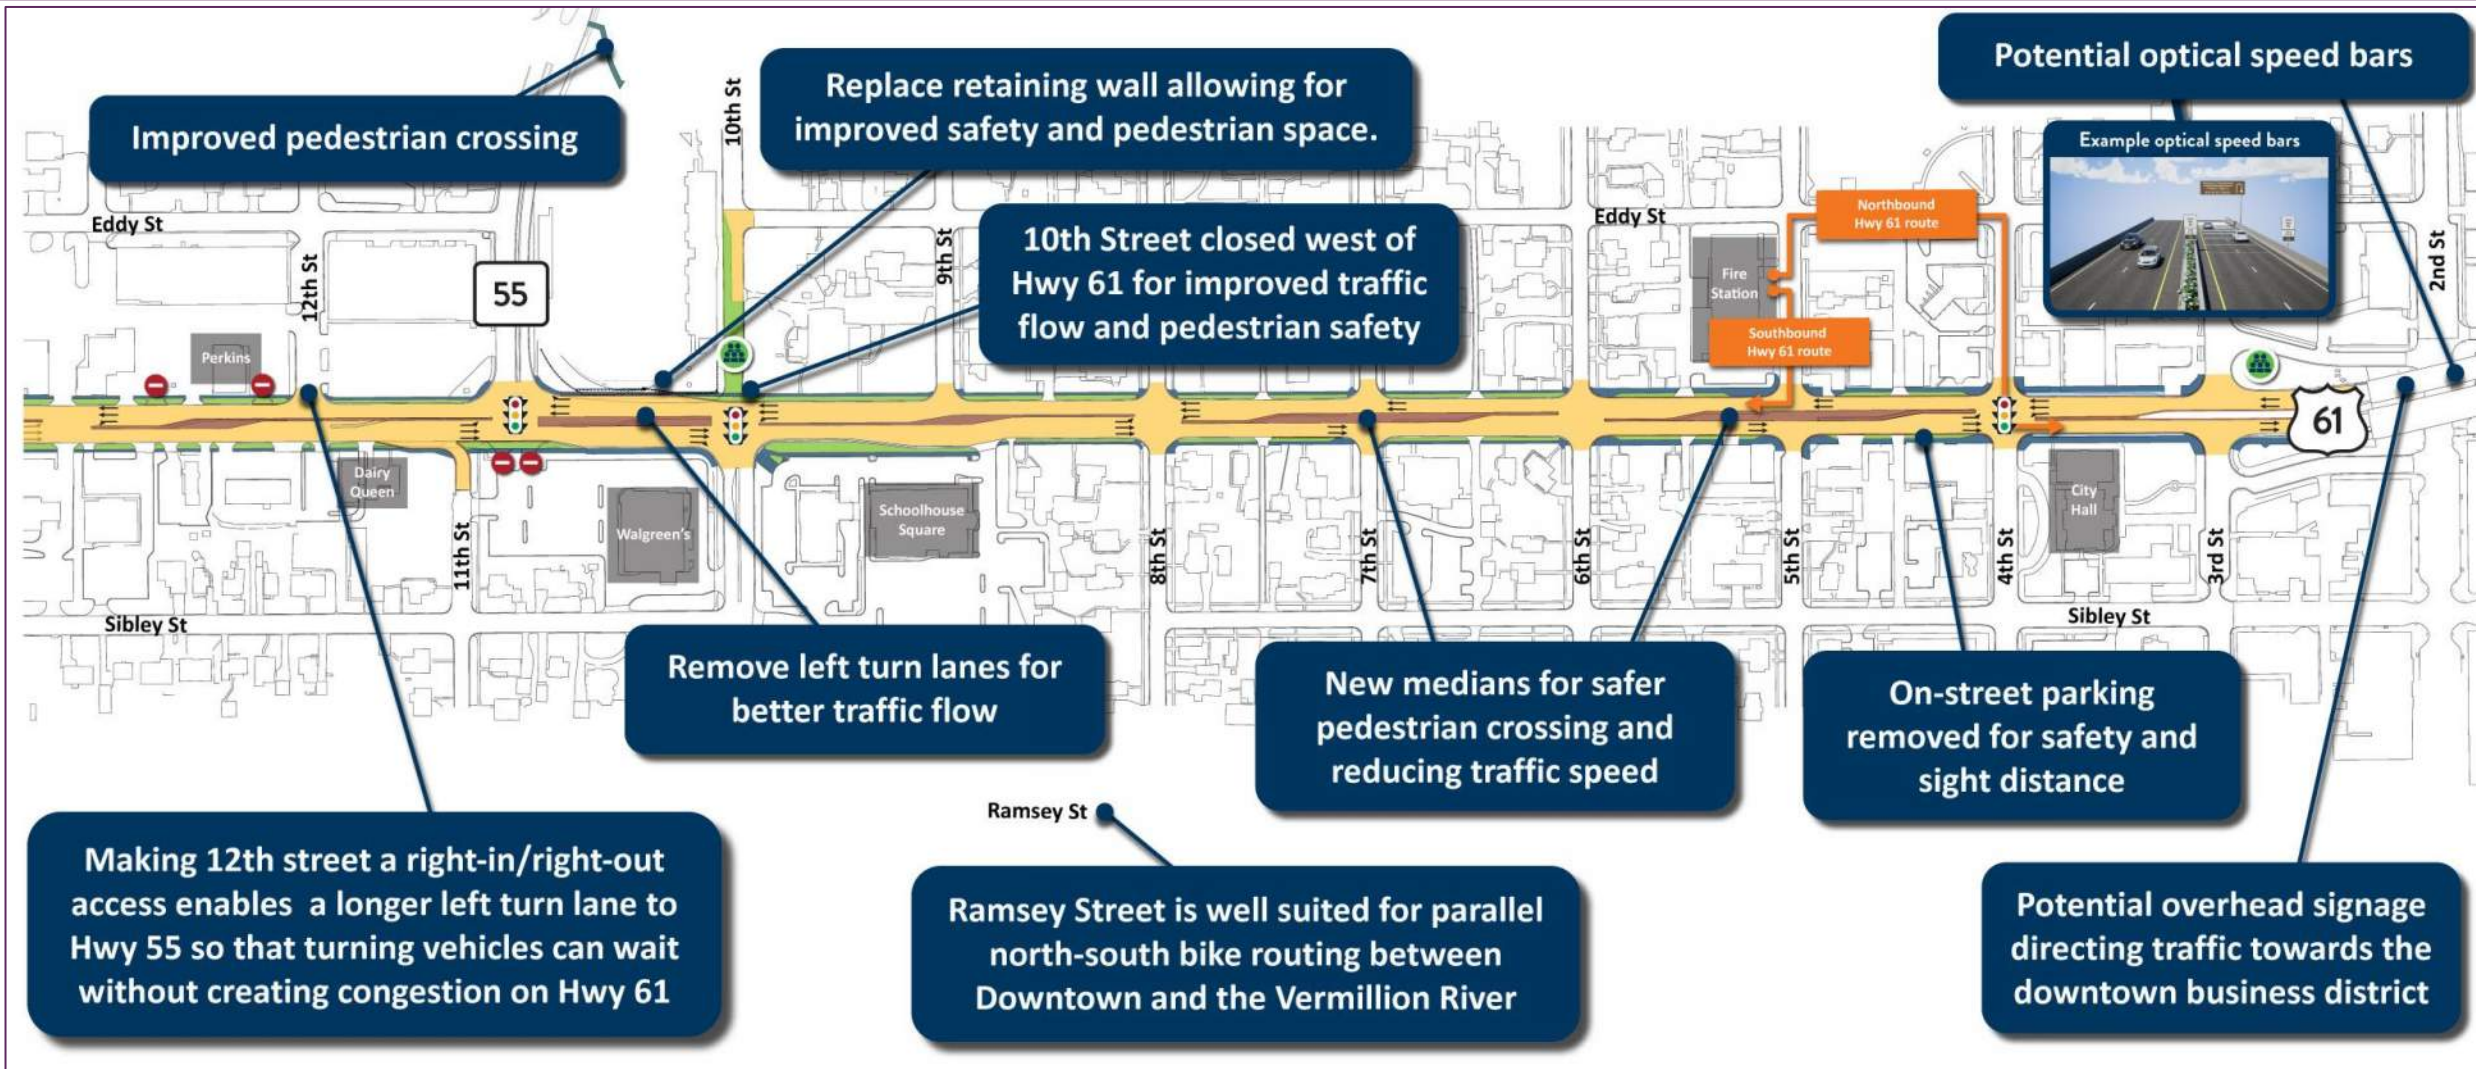 Improved pedestrian crossing
Replace retaining wall allowing for
improved safety and pedestrian space.
Potential optical speed bars
Example optical speed bars
10th St
Eddy St
12th St
55
9th St
10th Street closed west of
Hwy 61 for improved traffic
flow and pedestrian safety
Eddy St
Northbound
Hwy 61 route
Fire
Station
Southbound
Hwy 61 route
2nd St
Perkins
61
Dairy
Queen
11th St
Walgreen's
Schoolhouse
Square
8th St
7th St
6th St
5th St
4th St
City
Hall
3rd St
Sibley St
Sibley St
Remove left turn lanes for
better traffic flow
New medians for safer
pedestrian crossing and
reducing traffic speed
On-street parking
removed for safety and
sight distance
Ramsey St
Making 12th street a right-in/right-out
access enables a longer left turn lane to
Hwy 55 so that turning vehicles can wait
without creating congestion on Hwy 61
Ramsey Street is well suited for parallel
north-south bike routing between
Downtown and the Vermillion River
Potential overhead signage
directing traffic towards the
downtown business district